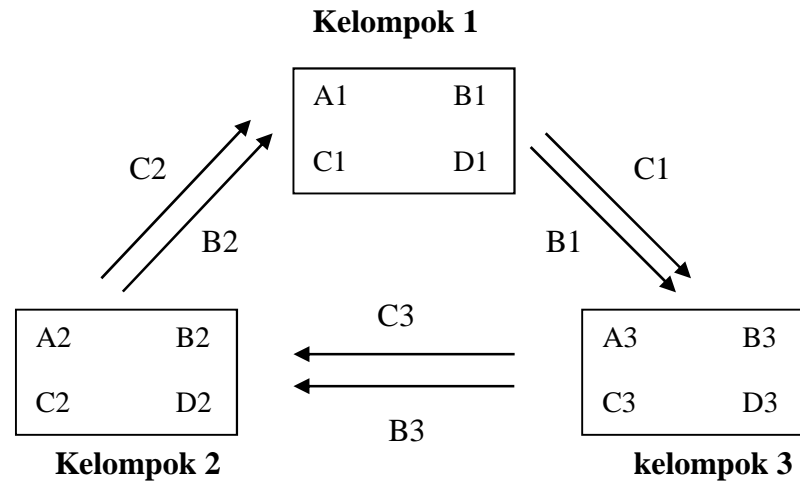 Kelompok 1
A1 B1
C1 D1
C2
B2
C1
B1
A2 B2
C2 D2
Kelompok 2
C3
B3
A3 B3
C3 D3
kelompok 3